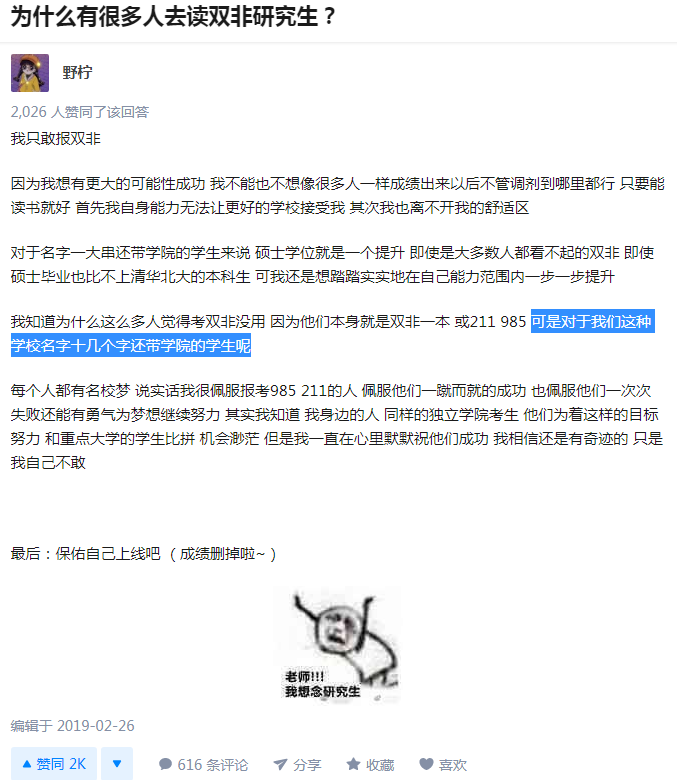 为什么有很多人去读双非研究生？
野柠
2,026 人赞同了该回答
我只敢报双非
因为我想有更大的可能性成功 我不能也不想像很多人一样成绩出来以后不管调剂到哪里都行 只要能
读书就好 首先我自身能力无法让更好的学校接受我 其次我也离不开我的舒适区
对于名字一大串还带学院的学生来说 硕士学位就是一个提升 即使是大多数人都看不起的双非 即使
硕士毕业也比不上清华北大的本科生 可我还是想踏踏实实地在自己能力范围内一步一步提升
我知道为什么这么多人觉得考双非没用 因为他们本身就是双非一本 或211 985 可是对于我们这种
学校名字十几个字还带学院的学生呢
每个人都有名校梦 说实话我很佩服报考985 211的人 佩服他们一蹴而就的成功 也佩服他们一次次
失败还能有勇气为梦想继续努力 其实我知道 我身边的人 同样的独立学院考生 他们为着这样的目标
努力 和重点大学的学生比拼 机会渺茫 但是我一直在心里默默祝他们成功 我相信还是有奇迹的 只是
我自己不敢
最后：保佑自己上线吧 （成绩删掉啦~）
老师!!!
我想念研究生
编辑于 2019-02-26
赞同 2K
616 条评论
分享
收藏
喜欢